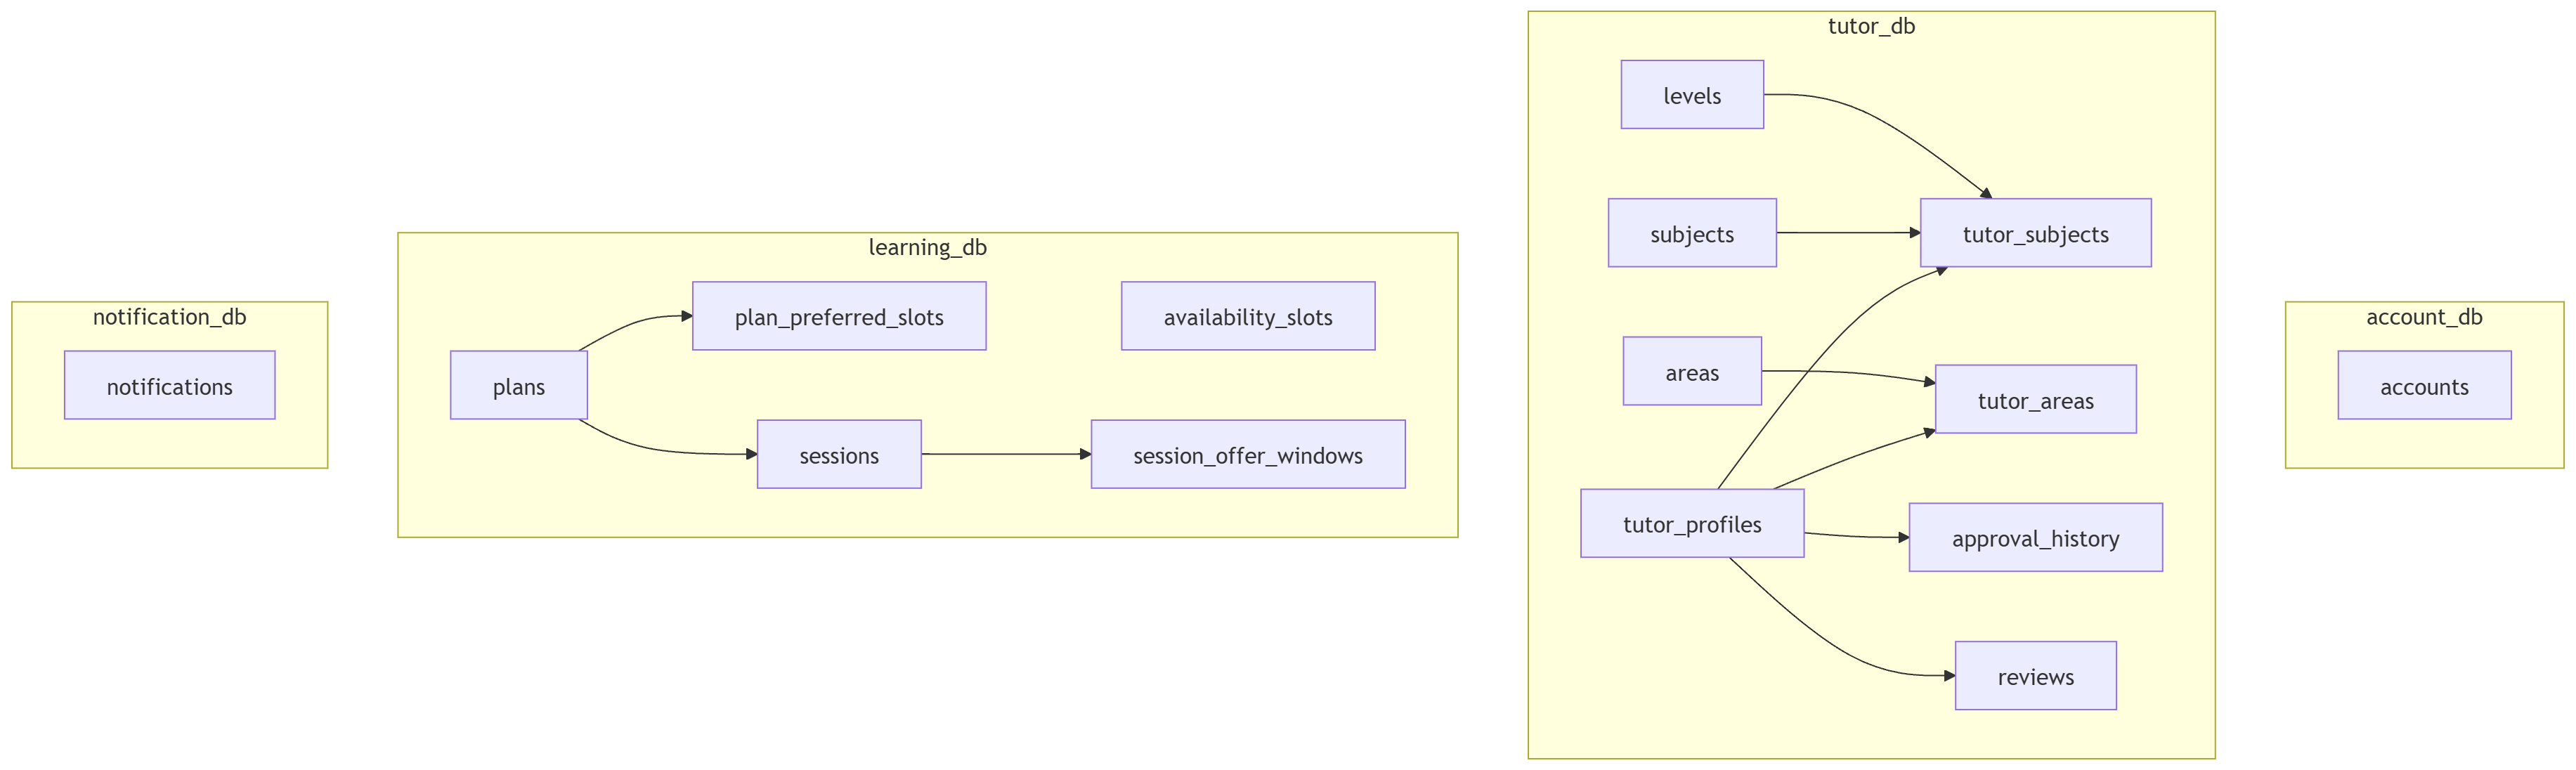 notification_db
notifications
learning_db
plans
plan_preferred_slots
availability_slots
sessions
session_offer_windows
tutor_db
levels
subjects
tutor_subjects
areas
tutor_areas
tutor_profiles
approval_history
reviews
account_db
accounts